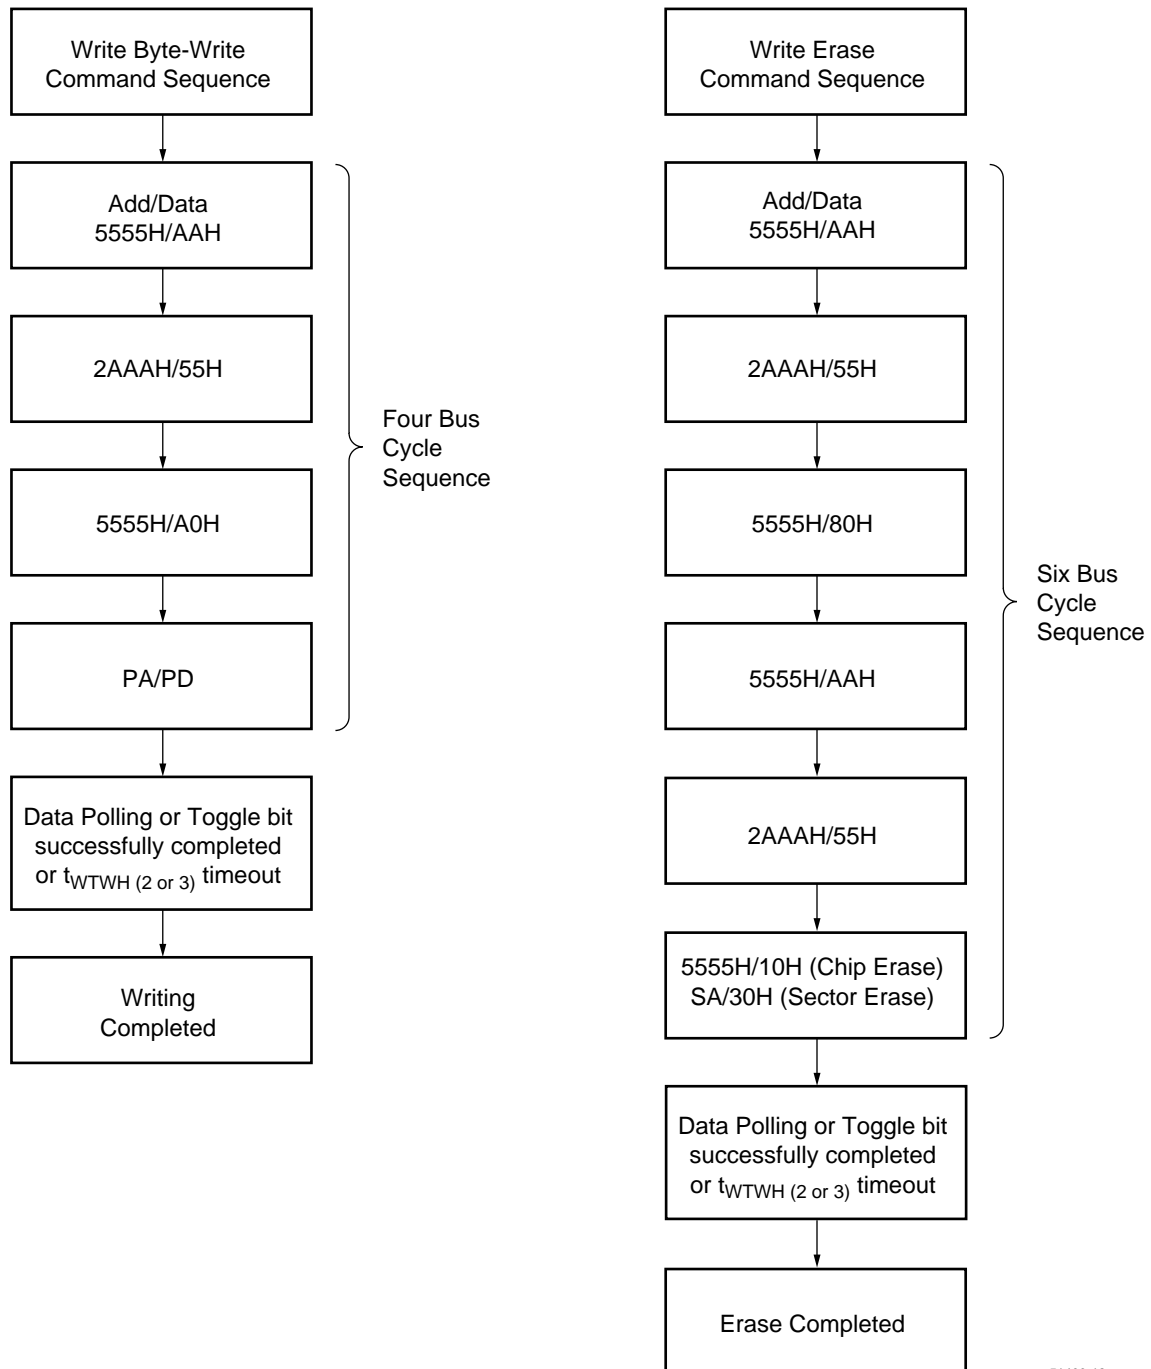 Write Byte-Write
Command Sequence
Add/Data
5555H/AAH
2AAAH/55H
5555H/A0H
PA/PD
Four Bus
Cycle
Sequence
Data Polling or Toggle bit
successfully completed
or tWTWH (2 or 3) timeout
Writing
Completed
Write Erase
Command Sequence
Add/Data
5555H/AAH
2AAAH/55H
5555H/80H
5555H/AAH
2AAAH/55H
5555H/10H (Chip Erase)
SA/30H (Sector Erase)
Six Bus
Cycle
Sequence
Data Polling or Toggle bit
successfully completed
or tWTWH (2 or 3) timeout
Erase Completed